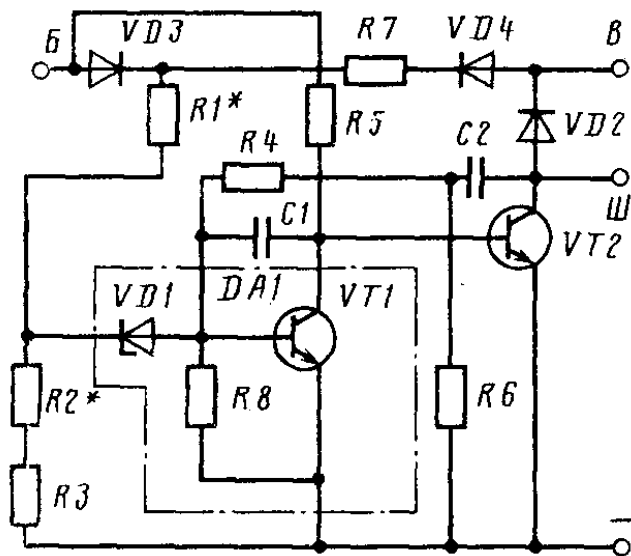 Б VD3 R7 VD4 В
R1* R5 VD2
R4 C2
C1 Ш
VT2
VD1 DA1 VT1
R2* R8 R6
R3
−